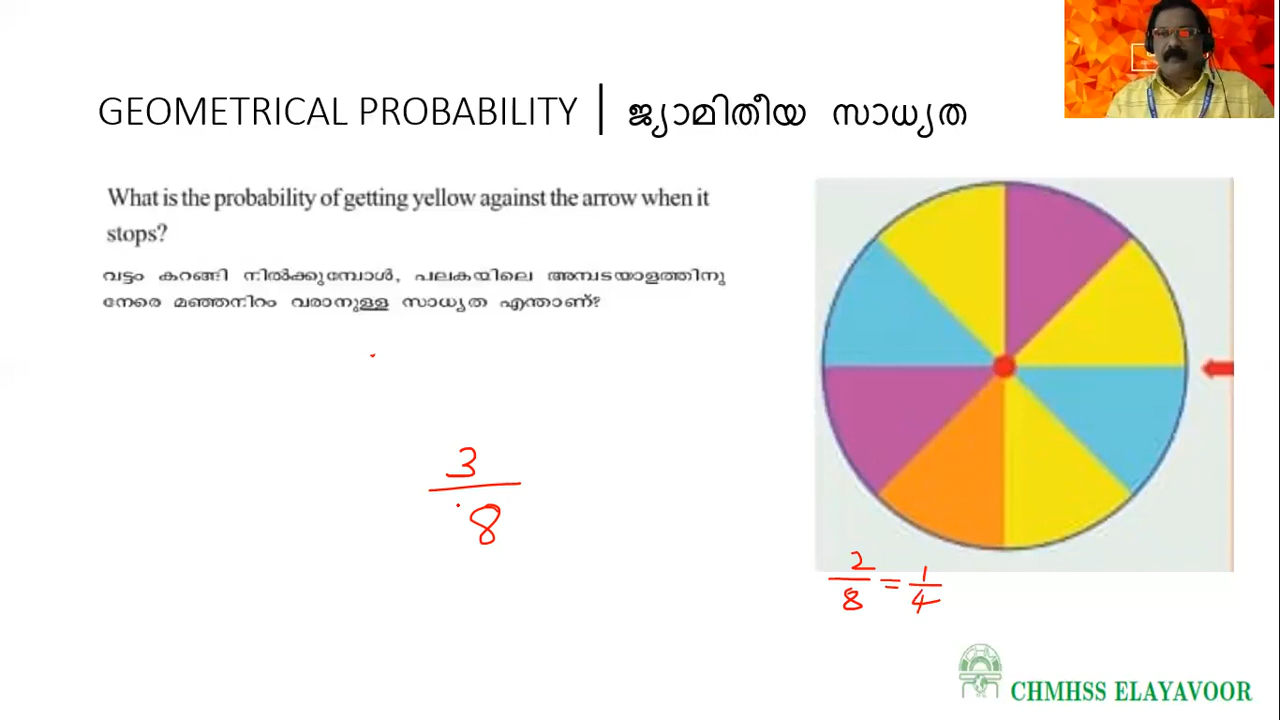 GEOMETRICAL PROBABILITY | ജ്യാമിതീയ സാധ്യത
What is the probability of getting yellow against the arrow when it
stops?
വട്ടം കറങ്ങി നിൽക്കുമ്പോൾ, പലകയിലെ അമ്പടയാളത്തിനു
നേരെ മഞ്ഞനിറം വരാനുള്ള സാധ്യത എന്താണ്?
3
8
2
8
=
1
4
CHMHSS ELAYAVOOR